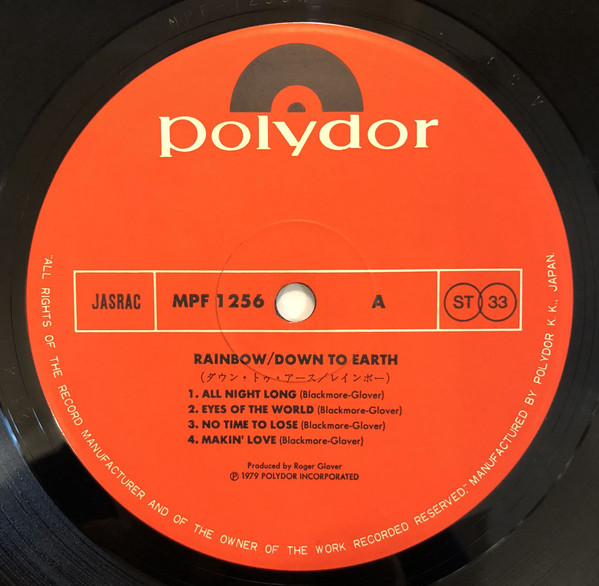 MPF 1256
polydor
JASRAC
MPF 1256
A
ST 33
RAINBOW/DOWN TO EARTH
(ダウン・トゥ・アース/レインボー)
1. ALL NIGHT LONG (Blackmore-Glover)
2. EYES OF THE WORLD (Blackmore-Glover)
3. NO TIME TO LOSE (Blackmore-Glover)
4. MAKIN' LOVE (Blackmore-Glover)
Produced by Roger Glover
℗ 1979 POLYDOR INCORPORATED
"ALL RIGHTS OF THE RECORD MANUFACTURER AND OF THE OWNER OF THE WORK RECORDED RESERVED." MANUFACTURED BY POLYDOR K.K., JAPAN.